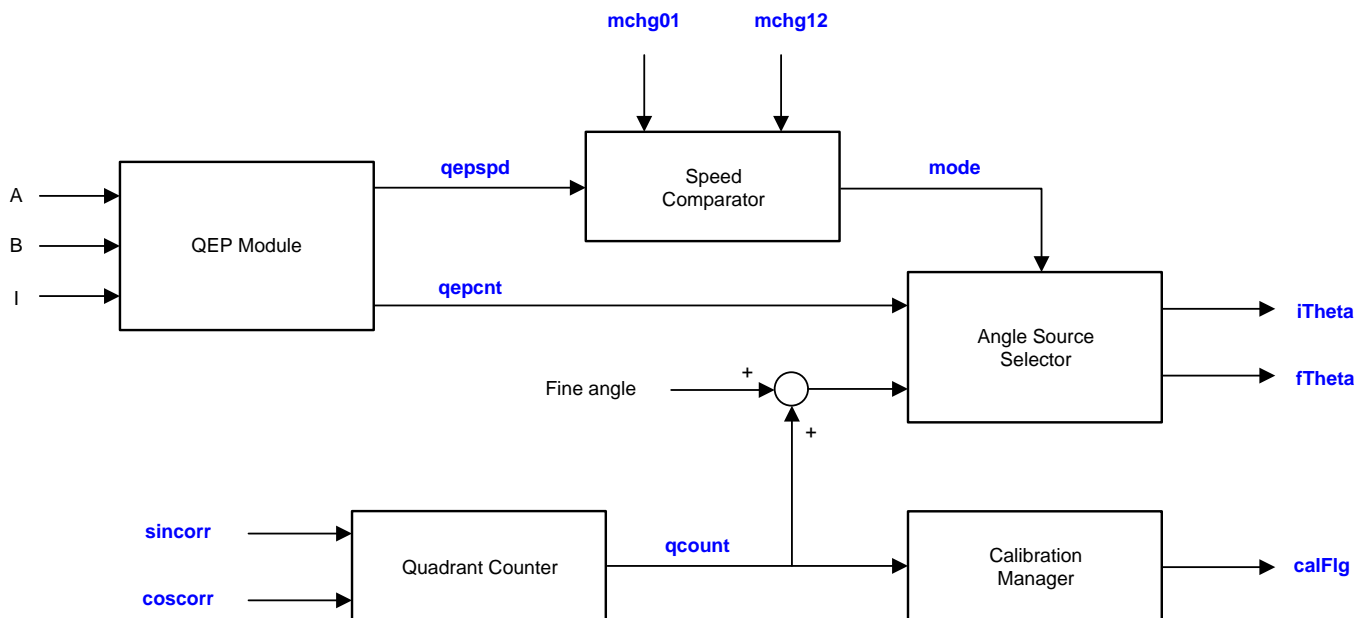 mchg01 mchg12
qepspd
Speed
Comparator
mode
A
B
I
QEP Module
qepcnt
Angle Source
Selector
iTheta
fTheta
Fine angle
+
+
sincorr
coscorr
Quadrant Counter
qcount
Calibration
Manager
calFlg